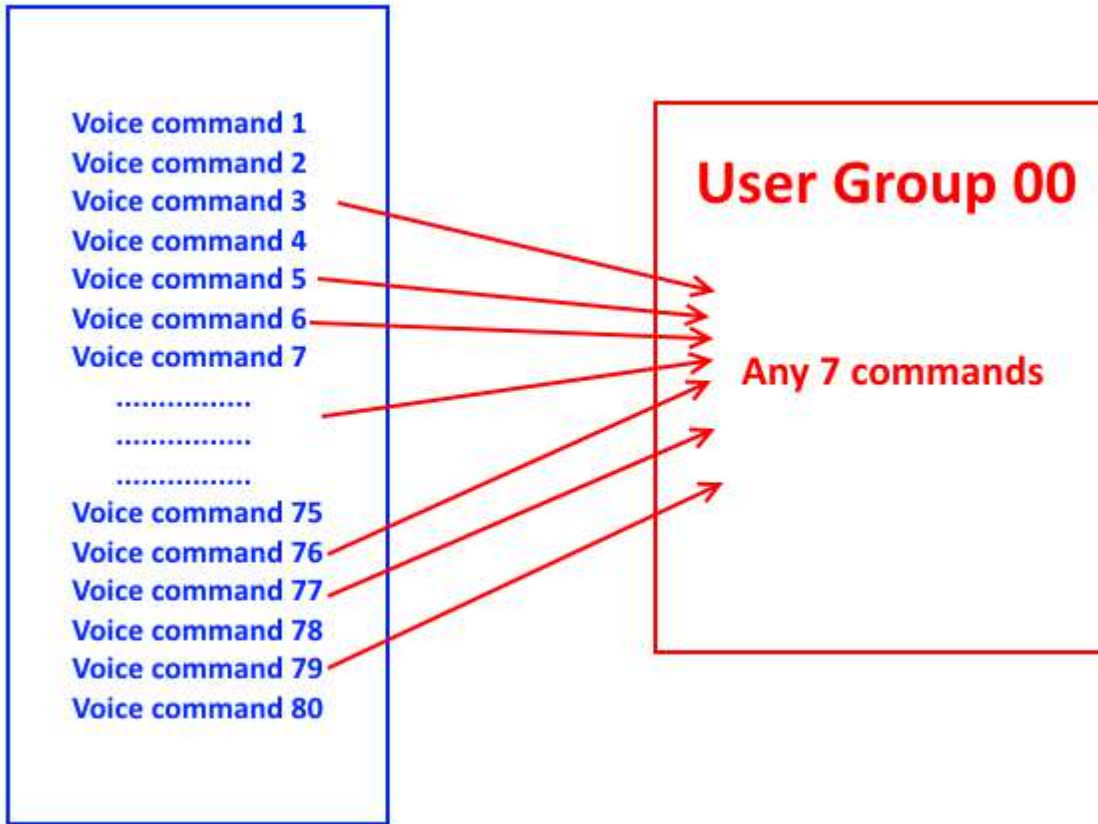 Voice command 1
Voice command 2
Voice command 3
Voice command 4
Voice command 5
Voice command 6
Voice command 7
................
................
................
Voice command 75
Voice command 76
Voice command 77
Voice command 78
Voice command 79
Voice command 80
User Group 00
Any 7 commands